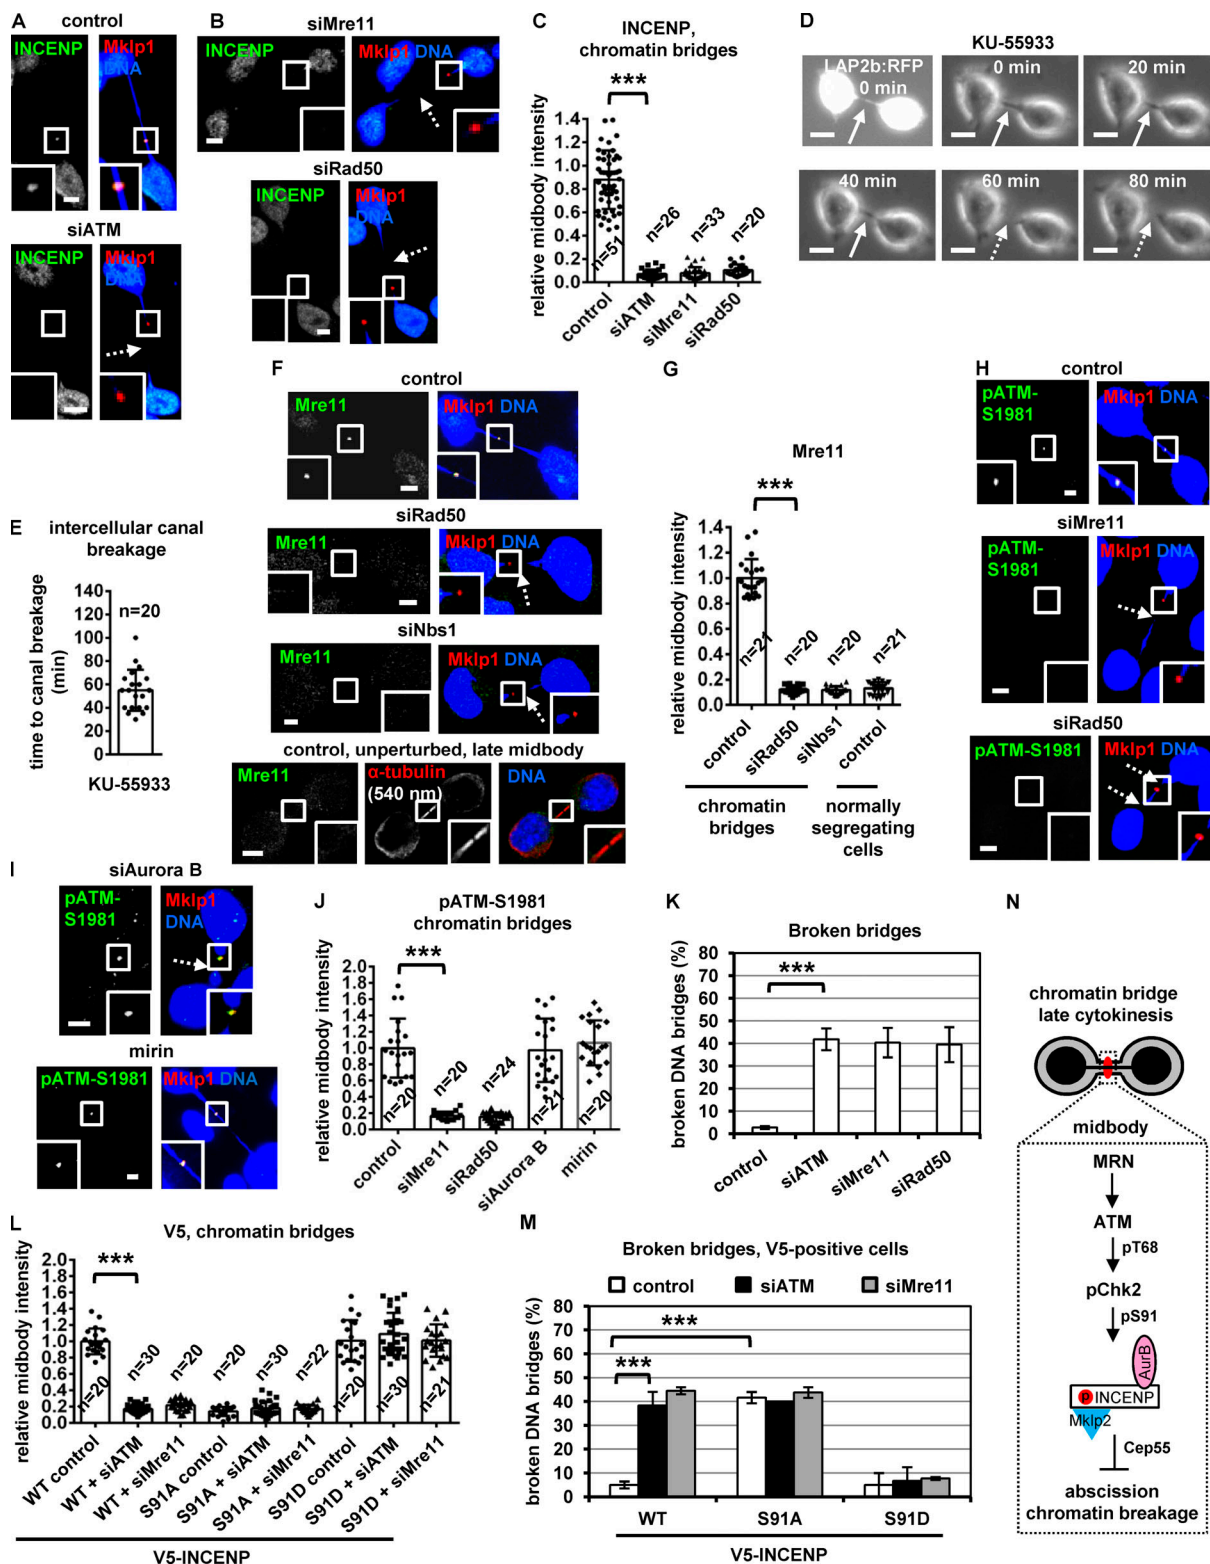 A
control
INCENP
Mklp1
DNA
siATM
INCENP
Mklp1
DNA
B
siMre11
INCENP
Mklp1 DNA
siRad50
INCENP
Mklp1
DNA
C
INCENP,
chromatin bridges
***
relative midbody intensity
1.4
1.2
1.0
0.8
0.6
0.4
0.2
0
n=51
n=26
n=33
n=20
control
siATM
siMre11
siRad50
D
KU-55933
LAP2b:RFP
0 min
0 min
20 min
40 min
60 min
80 min
E
intercellular canal
breakage
time to canal breakage
(min)
140
120
100
80
60
40
20
0
n=20
KU-55933
F
control
Mre11
Mklp1 DNA
siRad50
Mre11
Mklp1 DNA
siNbs1
Mre11
Mklp1 DNA
control, unperturbed, late midbody
Mre11
α-tubulin
(540 nm)
DNA
G
Mre11
***
relative midbody intensity
1.4
1.2
1.0
0.8
0.6
0.4
0.2
0
n=21
n=20
n=20
n=21
control
siRad50
siNbs1
control
chromatin
bridges
normally
segregating
cells
H
control
pATM-
S1981
Mklp1 DNA
siMre11
pATM-
S1981
Mklp1 DNA
siRad50
pATM-S1981
Mklp1 DNA
I
siAurora B
pATM-
S1981
Mklp1
DNA
mirin
pATM-S1981
Mklp1 DNA
J
pATM-S1981
chromatin bridges
***
relative midbody intensity
2.0
1.8
1.6
1.4
1.2
1.0
0.8
0.6
0.4
0.2
0
n=20
n=20
n=24
n=21
n=20
control
siMre11
siRad50
siAurora B
mirin
K
Broken bridges
***
broken DNA bridges (%)
80
70
60
50
40
30
20
10
0
control
siATM
siMre11
siRad50
L
V5, chromatin bridges
***
relative midbody intensity
2.0
1.8
1.6
1.4
1.2
1.0
0.8
0.6
0.4
0.2
0
n=20
n=30
n=20
n=20
n=30
n=22
n=20
n=30
n=21
WT control
WT + siATM
WT + siMre11
S91A control
S91A + siATM
S91A + siMre11
S91D control
S91D + siATM
S91D + siMre11
V5-INCENP
M
Broken bridges, V5-positive cells
control
siATM
siMre11
***
***
broken DNA bridges (%)
80
70
60
50
40
30
20
10
0
WT
S91A
S91D
V5-INCENP
N
chromatin bridge
late cytokinesis
midbody
MRN
ATM
pT68
pChk2
pS91
AurB
p INCENP
Mklp2
Cep55
abscission
chromatin breakage